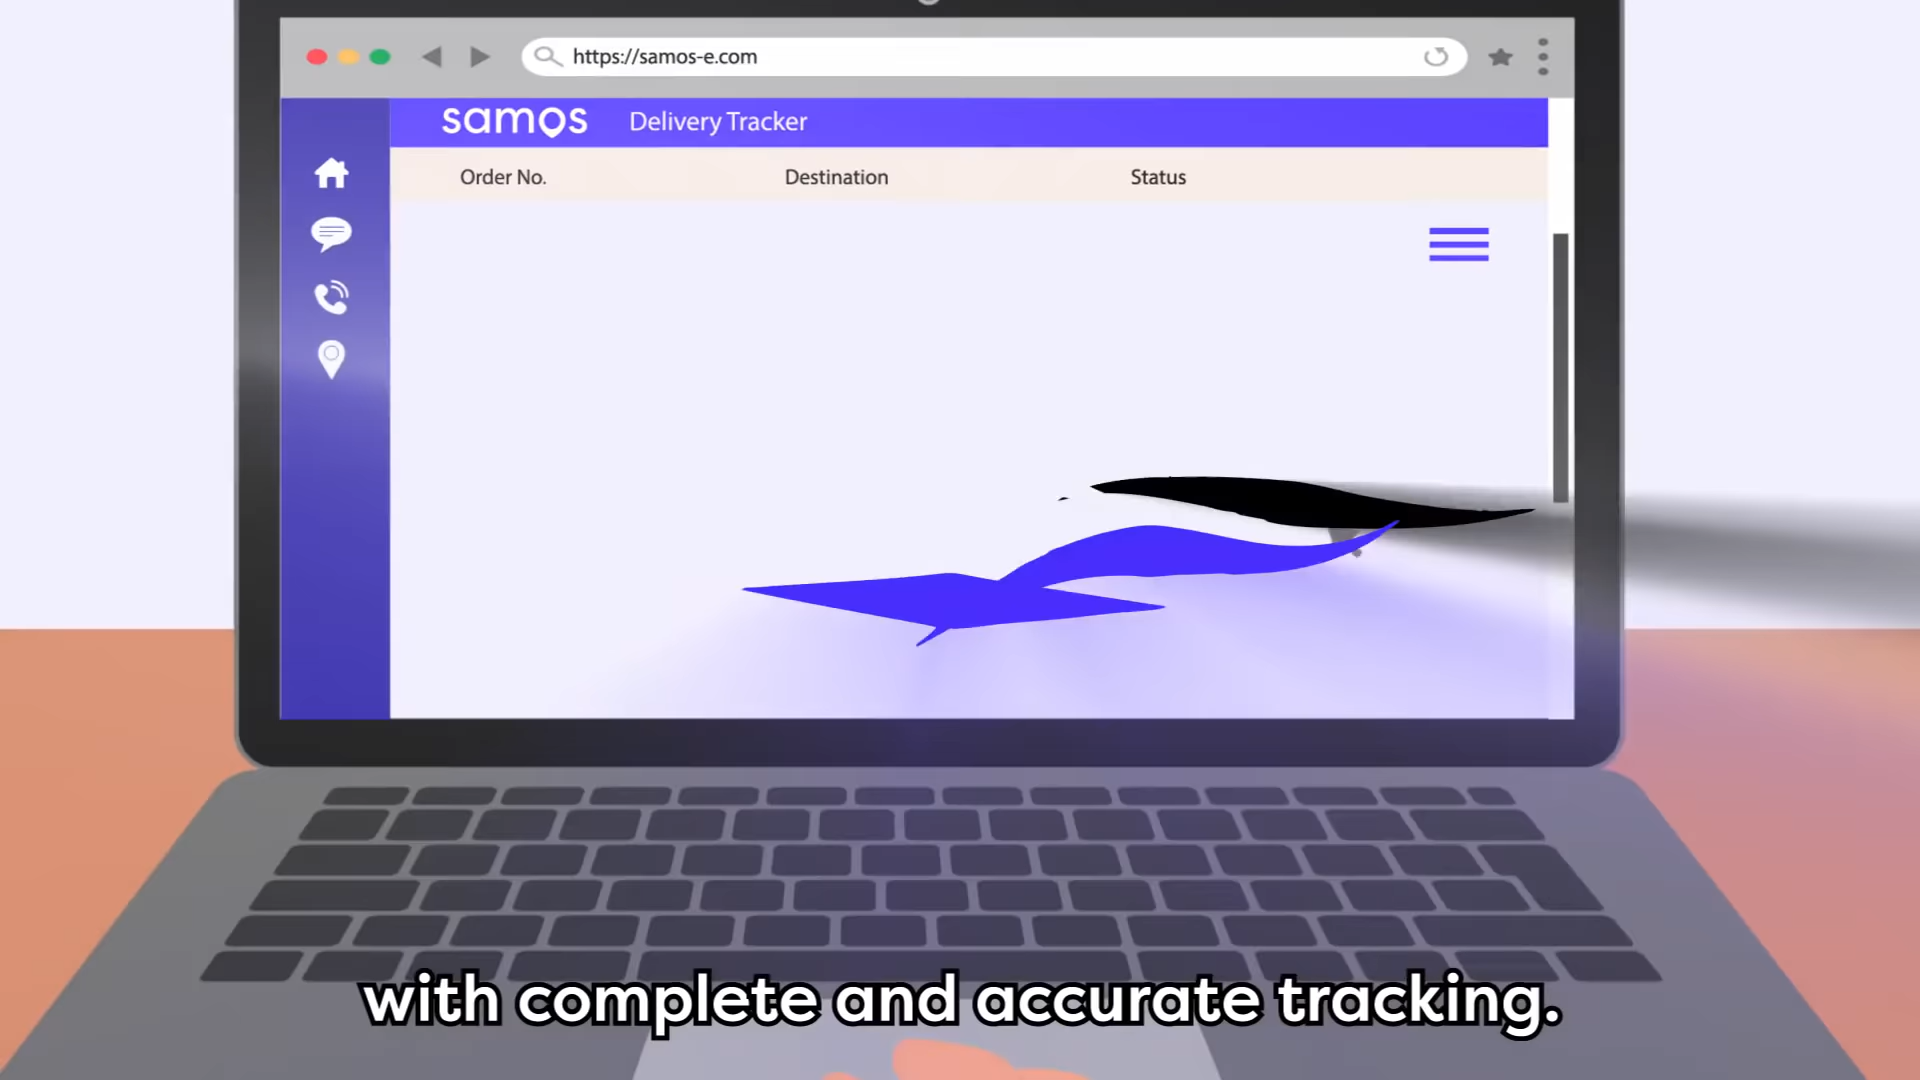 https://samos-e.com
samos Delivery Tracker
Order No. Destination Status
with complete and accurate tracking.